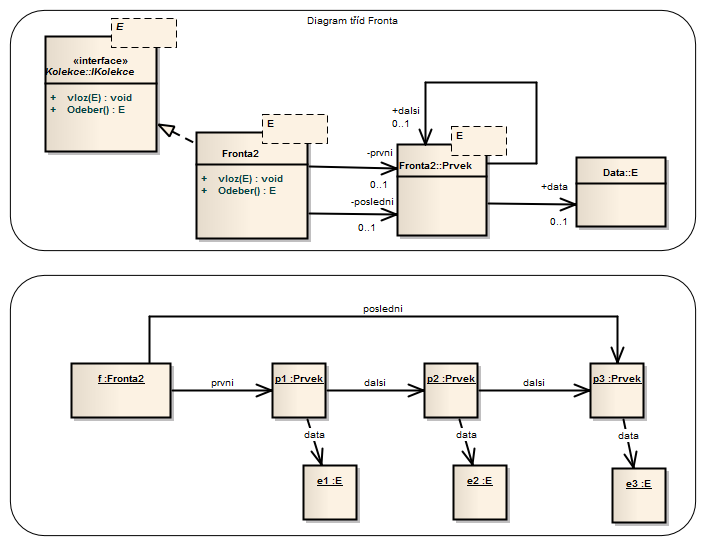 Diagram tříd Fronta
E
«interface»
Kolekce::IKolekce
+ vloz(E) : void
+ Odeber() : E
E
Fronta2
+ vloz(E) : void
+ Odeber() : E
-prvni
0..1
-posledni
0..1
+dalsi
0..1
E
Fronta2::Prvek
+data
0..1
Data::E
posledni
f :Fronta2
prvni
p1 :Prvek
dalsi
p2 :Prvek
dalsi
p3 :Prvek
data
data
data
e1 :E
e2 :E
e3 :E